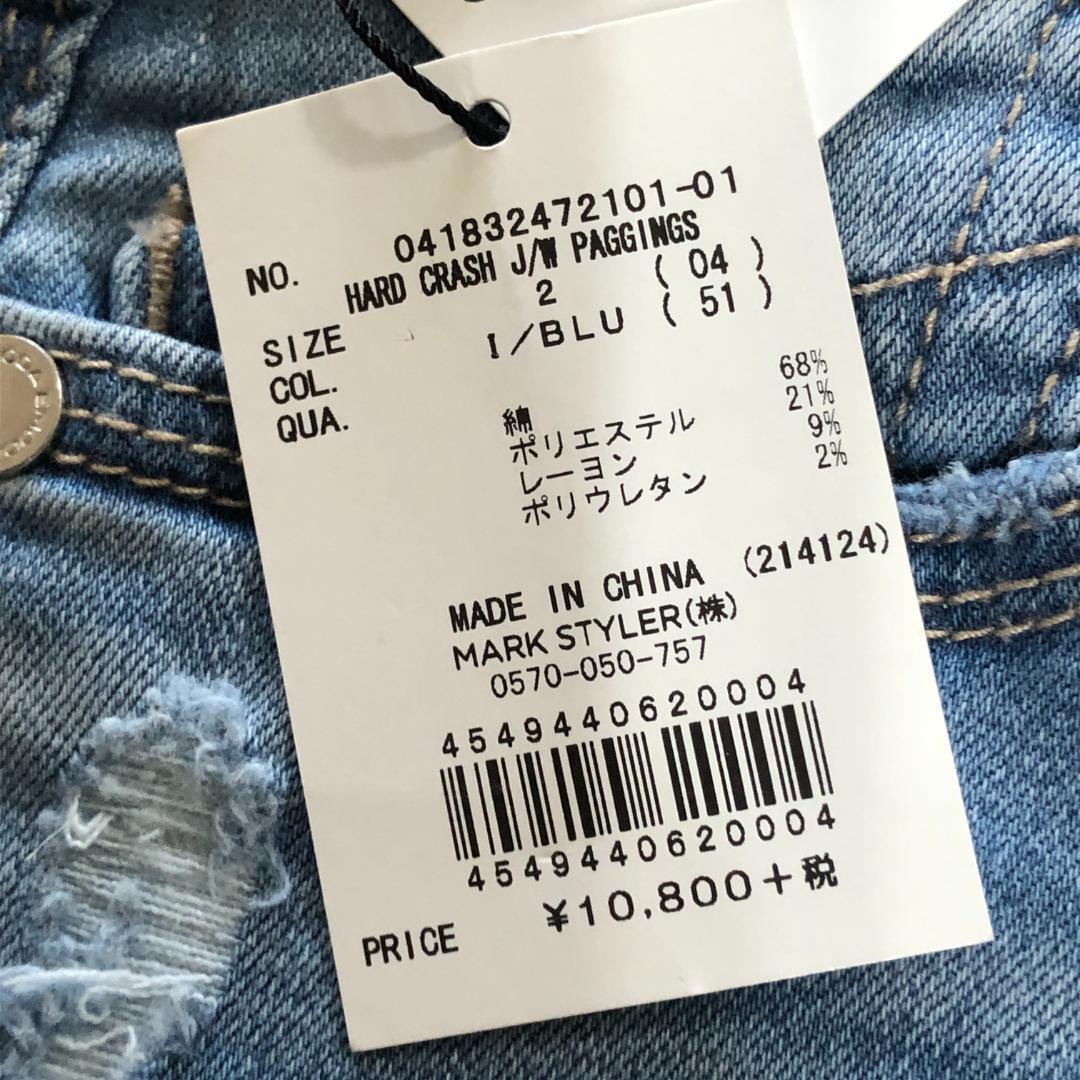 NO. 041832472101-01
HARD CRASH J/W PAGGINGS
SIZE 2 ( 04 )
COL. I/BLU ( 51 )
QUA.
綿 68%
ポリエステル 21%
レーヨン 9%
ポリウレタン 2%
MADE IN CHINA (214124)
MARK STYLER(株)
0570-050-757
4549440620004
4549440620004
PRICE ¥10,800+税